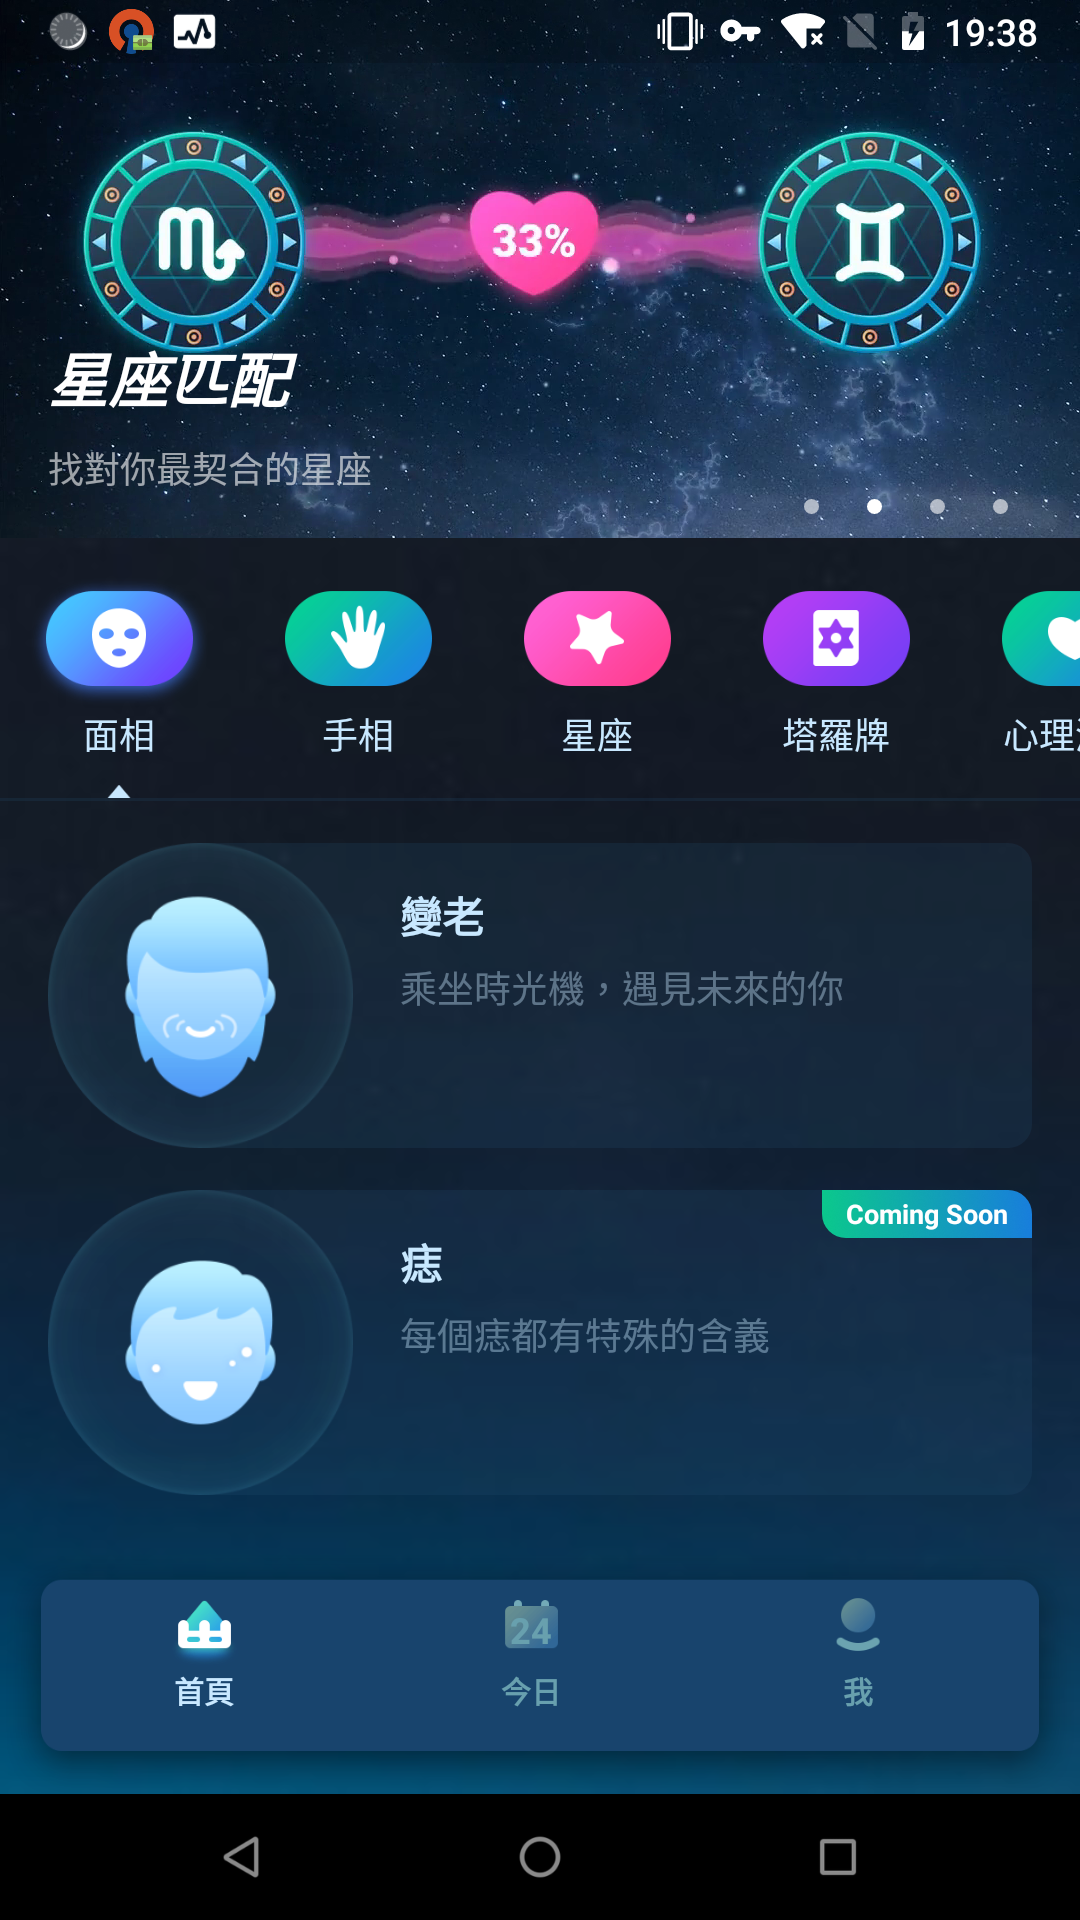 19:38
33%
星座匹配
找對你最契合的星座
面相
手相
星座
塔羅牌
心理
變老
乘坐時光機，遇見未來的你
Coming Soon
痣
每個痣都有特殊的含義
24
首頁
今日
我